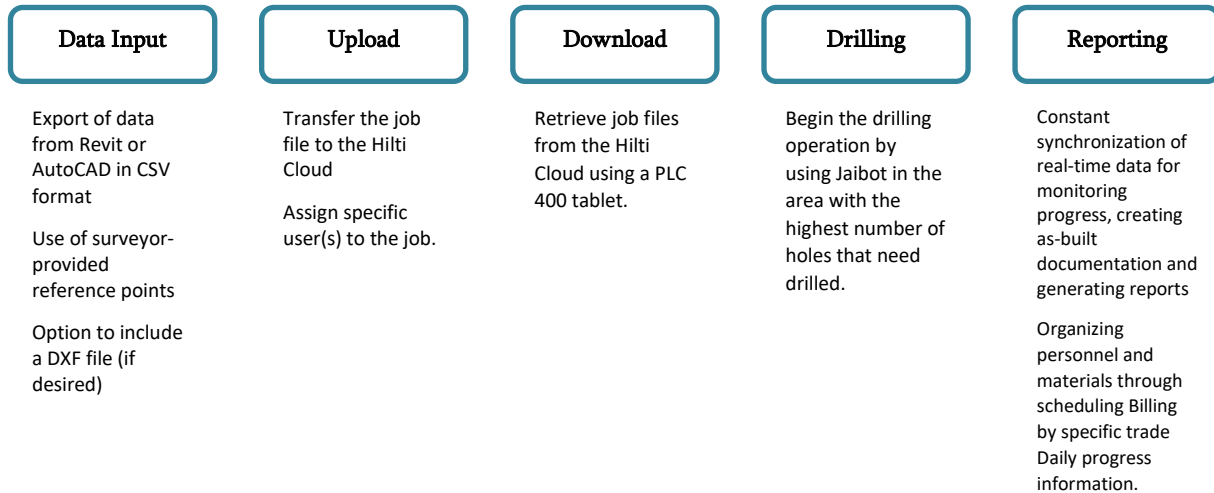 Data Input
Export of data
from Revit or
AutoCAD in CSV
format
Use of surveyor-
provided
reference points
Option to include
a DXF file (if
desired)
Upload
Transfer the job
file to the Hilti
Cloud
Assign specific
user(s) to the job.
Download
Retrieve job files
from the Hilti
Cloud using a PLC
400 tablet.
Drilling
Begin the drilling
operation by
using Jaibot in the
area with the
highest number of
holes that need
drilled.
Reporting
Constant
synchronization of
real-time data for
monitoring
progress, creating
as-built
documentation and
generating reports
Organizing
personnel and
materials through
scheduling Billing
by specific trade
Daily progress
information.